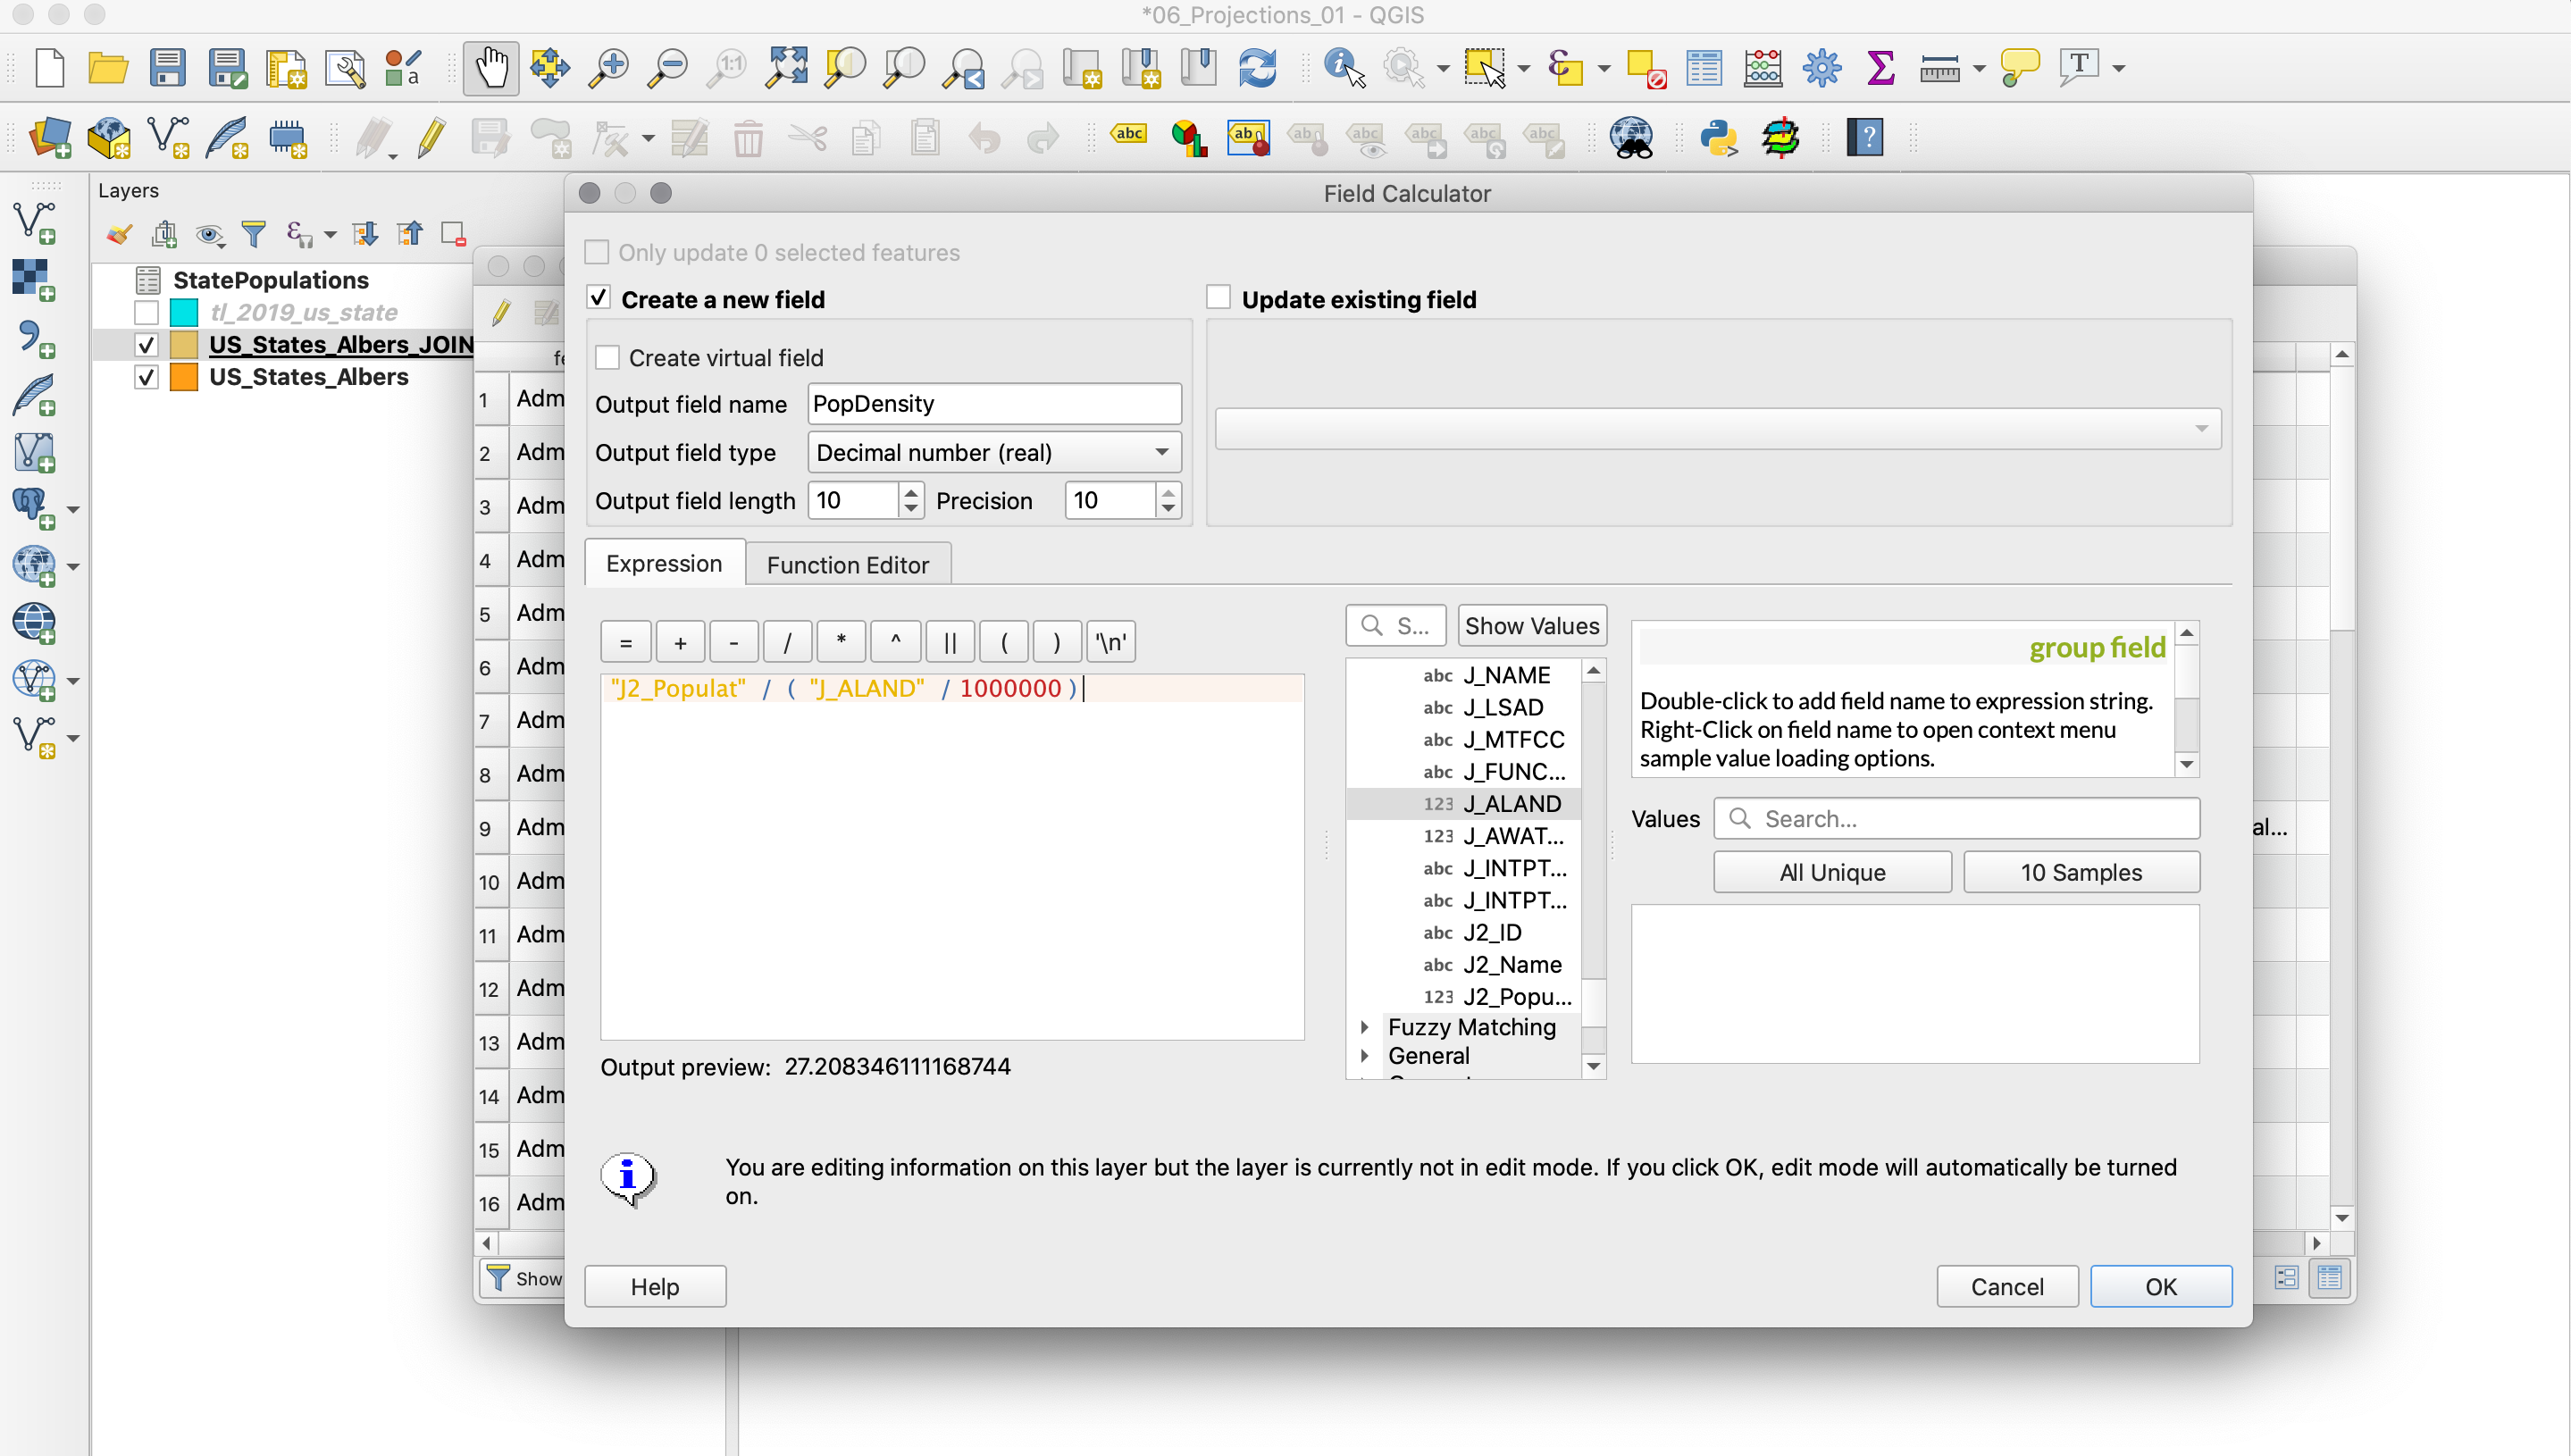 *06_Projections_01 - QGIS
1:1
a
T
abc
ab
ab
abc
abc
abc
abc
?
Layers
StatePopulations
tl_2019_us_state
US_States_Albers_JOIN
US_States_Albers
Field Calculator
Only update 0 selected features
Create a new field
Update existing field
Create virtual field
Output field name PopDensity
Output field type Decimal number (real)
Output field length 10 Precision 10
Expression Function Editor
= + - / * ^ || ( ) '\n'
S... Show Values
"J2_Populat" / ( "J_ALAND" / 1000000 )
Output preview: 27.208346111168744
abc J_NAME
abc J_LSAD
abc J_MTFCC
abc J_FUNC...
123 J_ALAND
123 J_AWAT...
abc J_INTPT...
abc J_INTPT...
abc J2_ID
abc J2_Name
123 J2_Popu...
Fuzzy Matching
General
group field
Double-click to add field name to expression string.
Right-Click on field name to open context menu
sample value loading options.
Values Search...
All Unique 10 Samples
You are editing information on this layer but the layer is currently not in edit mode. If you click OK, edit mode will automatically be turned
on.
Help Cancel OK
fe
1 Adm
2 Adm
3 Adm
4 Adm
5 Adm
6 Adm
7 Adm
8 Adm
9 Adm
10 Adm
11 Adm
12 Adm
13 Adm
14 Adm
15 Adm
16 Adm
al...
Show